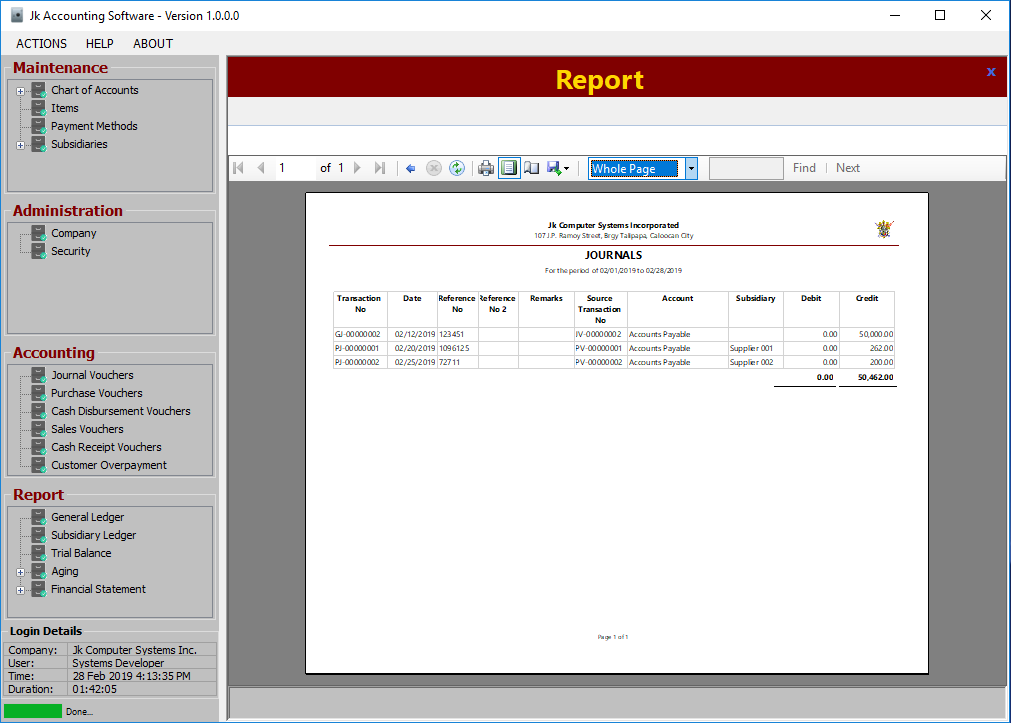 Jk Accounting Software - Version 1.0.0.0
ACTIONS HELP ABOUT
Maintenance
Chart of Accounts
Items
Payment Methods
Subsidiaries
Administration
Company
Security
Accounting
Journal Vouchers
Purchase Vouchers
Cash Disbursement Vouchers
Sales Vouchers
Cash Receipt Vouchers
Customer Overpayment
Report
General Ledger
Subsidiary Ledger
Trial Balance
Aging
Financial Statement
Login Details
Company: Jk Computer Systems Inc.
User: Systems Developer
Time: 28 Feb 2019 4:13:35 PM
Duration: 01:42:05
Done...
Report x
1 of 1 Whole Page Find | Next
Jk Computer Systems Incorporated
107 J.P. Ramoy Street, Brgy Talipapa, Caloocan City
JOURNALS
For the period of 02/01/2019 to 02/28/2019
Transaction No Date Reference No Reference No 2 Remarks Source Transaction No Account Subsidiary Debit Credit
GJ-00000002 02/12/2019 123451 JV-00000002 Accounts Payable 0.00 50,000.00
PJ-00000001 02/20/2019 1096125 PV-00000001 Accounts Payable Supplier 001 0.00 262.00
PJ-00000002 02/25/2019 72711 PV-00000002 Accounts Payable Supplier 002 0.00 200.00
0.00 50,462.00
Page 1 of 1